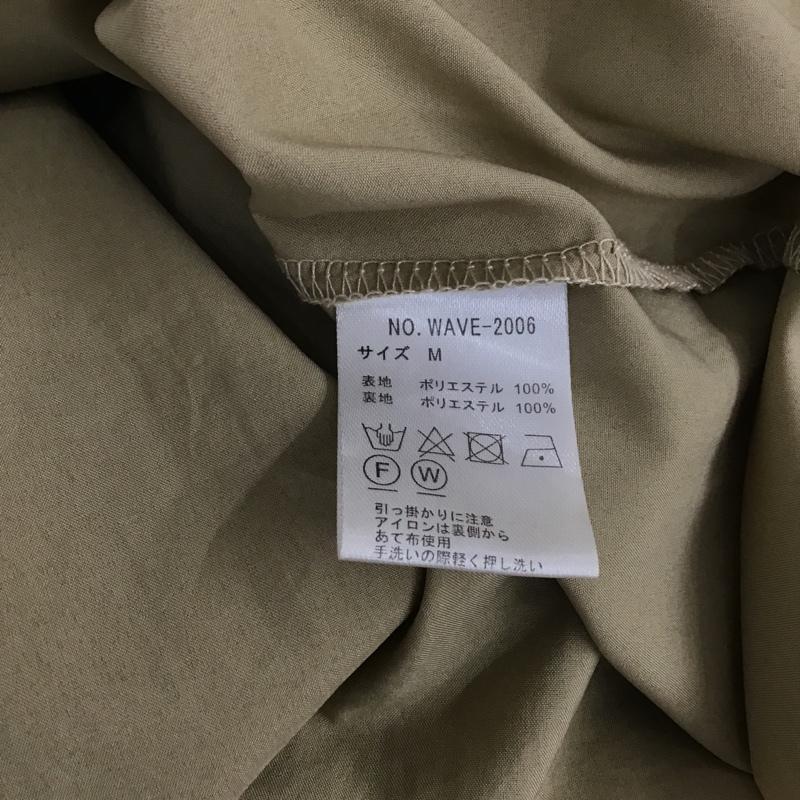 NO. WAVE-2006
サイズ M
表地 ポリエステル 100%
裏地 ポリエステル 100%
F W
引っ掛かりに注意
アイロンは裏側から
あて布使用
手洗いの際軽く押し洗い